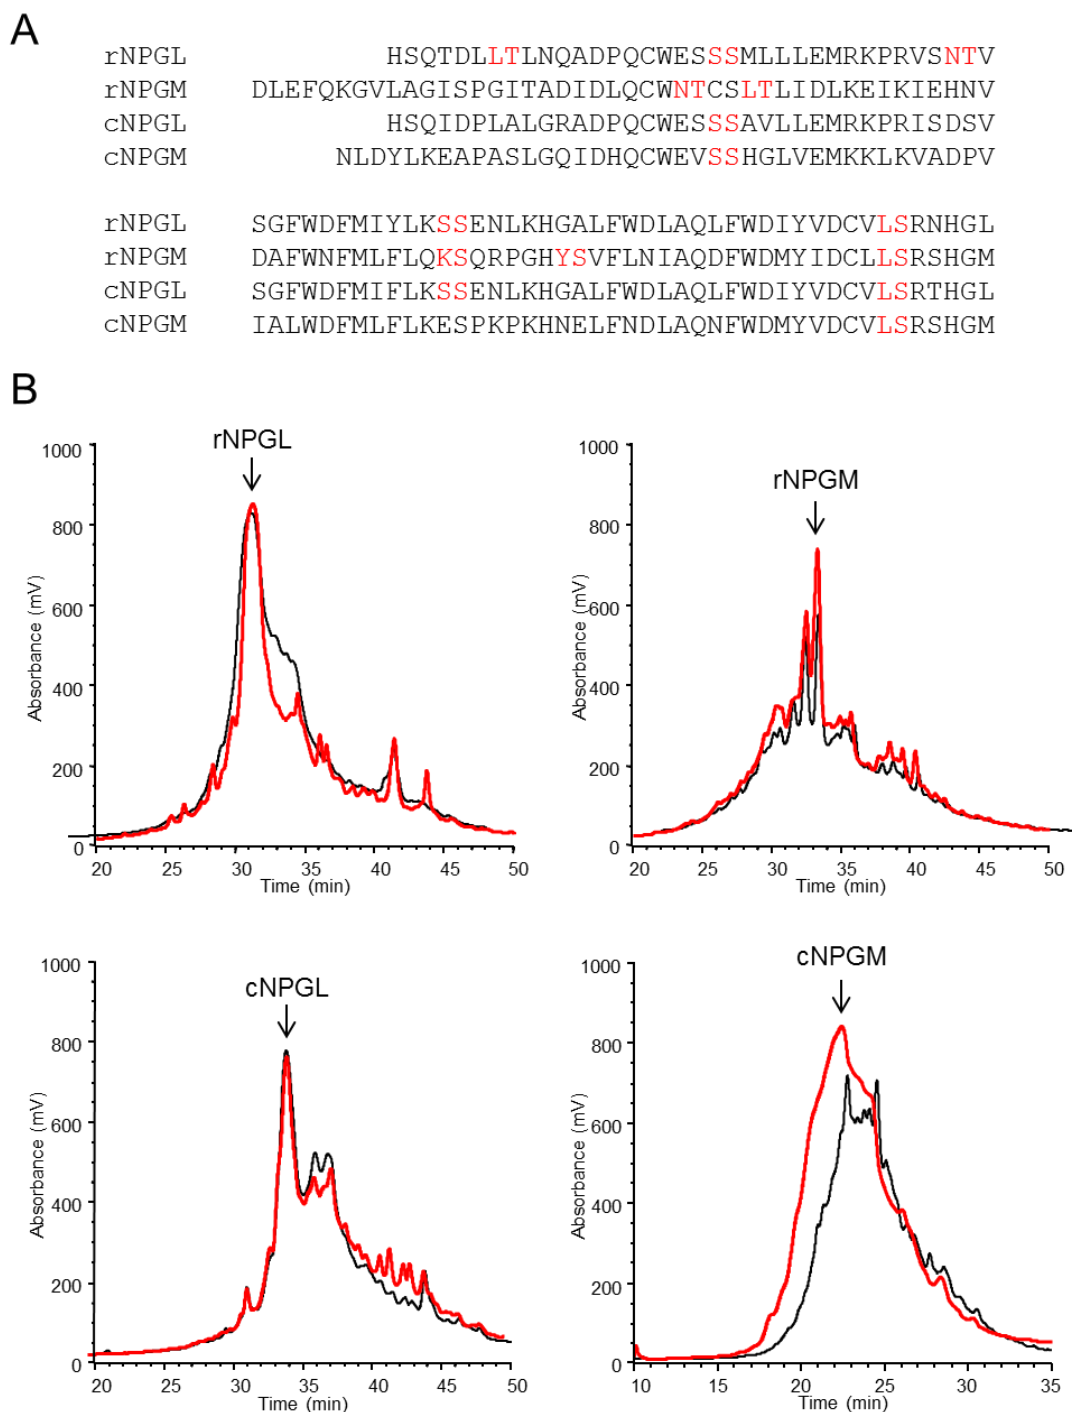 A
rNPGL HSQTDLLTLNQADPQCWESSSMLLLEMRKPRVSNTV
rNPGM DLEFQKGVLAGISPGITADIDLQCWNTCSLTLIDLKEIKIEHNV
cNPGL HSQIDPLALGRADPQCWESSSAVLLEMRKPRISDSV
cNPGM NLDYLKEAPASLGQIDHQCWEVSSHGLVEMKKLKVADPV
rNPGL SGFWDFMIYLKSSENLKHGALFWDLAQLFWDIYVDCVLSRNHGL
rNPGM DAFWNFMLFLQKSQRPGHYSVFLNIAQDFWDMYIDCLLSRSHGM
cNPGL SGFWDFMIFLKSSENLKHGALFWDLAQLFWDIYVDCVLSRTHGL
cNPGM IALWDFMLFLKESPKPKHNELFNDLAQNFWDMYVDCVLSRSHGM
B
rNPGL
Absorbance (mV)
1000
800
600
400
200
0
20 25 30 35 40 45 50
Time (min)
rNPGM
Absorbance (mV)
1000
800
600
400
200
0
20 25 30 35 40 45 50
Time (min)
cNPGL
Absorbance (mV)
1000
800
600
400
200
0
20 25 30 35 40 45 50
Time (min)
cNPGM
Absorbance (mV)
1000
800
600
400
200
0
10 15 20 25 30 35
Time (min)